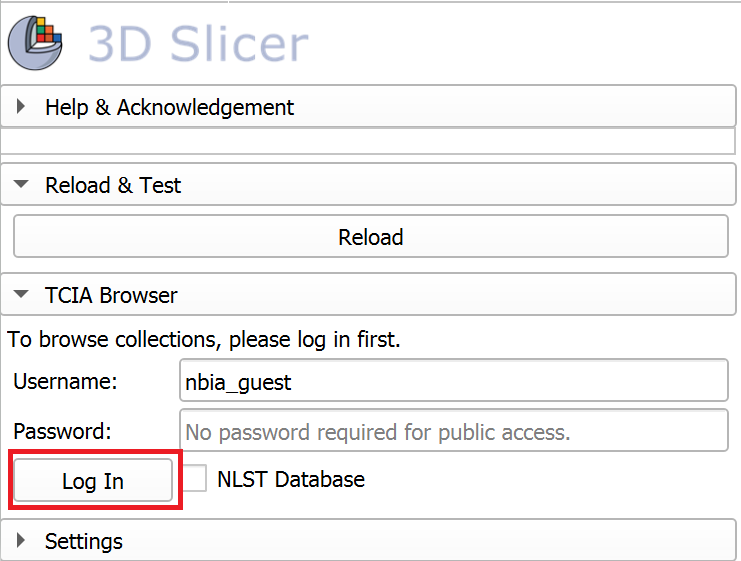 3D Slicer
Help & Acknowledgement
Reload & Test
Reload
TCIA Browser
To browse collections, please log in first.
Username: nbia_guest
Password: No password required for public access.
Log In NLST Database
Settings